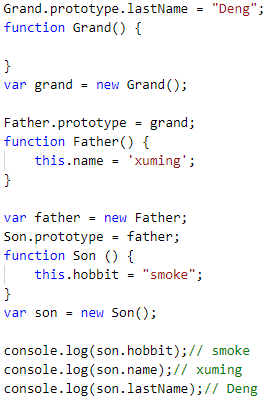 Grand.prototype.lastName = "Deng";
function Grand() {
}
var grand = new Grand();
Father.prototype = grand;
function Father() {
    this.name = 'xuming';
}
var father = new Father;
Son.prototype = father;
function Son () {
    this.hobbit = "smoke";
}
var son = new Son();
console.log(son.hobbit);// smoke
console.log(son.name);// xuming
console.log(son.lastName);// Deng